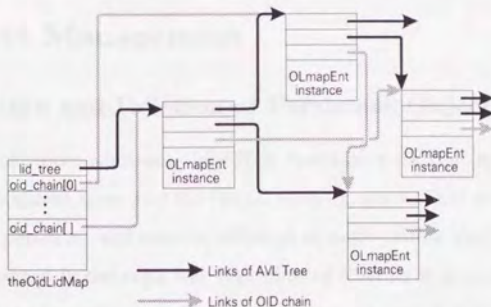 OLmapEnt
instance
OLmapEnt
instance
OLmapEnt
instance
lid_tree
oid_chain[0]
oid_chain[ ]
theOidLidMap
OLmapEnt
instance
Links of AVL Tree
Links of OID chain